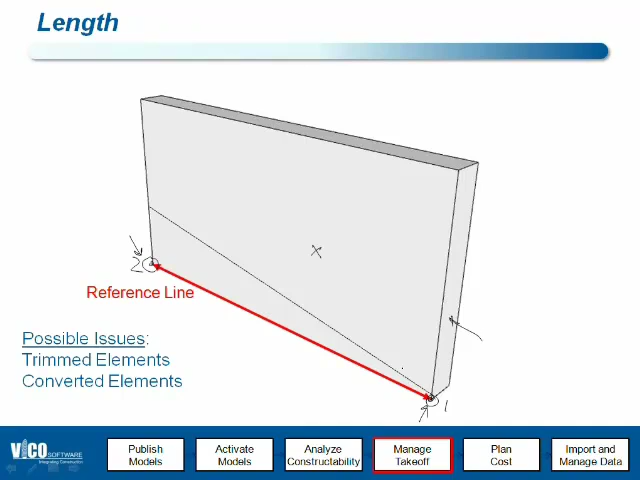 Length
2
Reference Line
1
Possible Issues:
Trimmed Elements
Converted Elements
VICO SOFTWARE
Integrating Construction
Publish
Models
Activate
Models
Analyze
Constructability
Manage
Takeoff
Plan
Cost
Import and
Manage Data